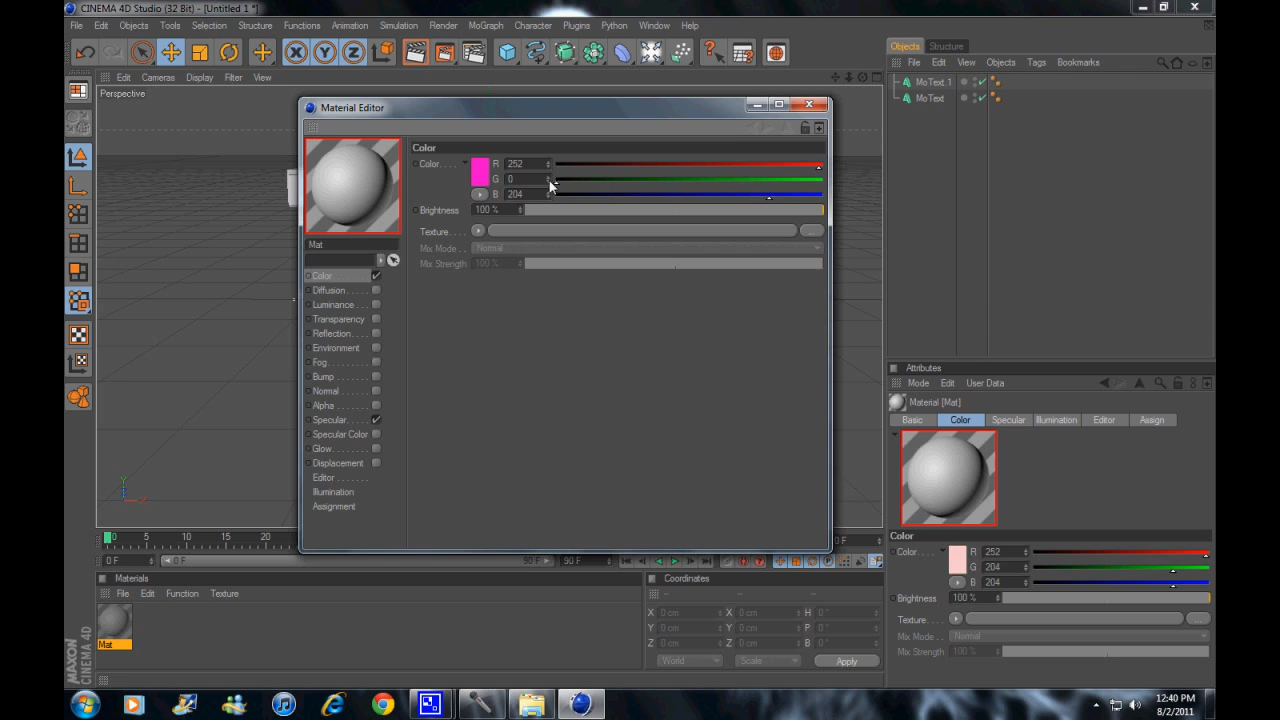 CINEMA 4D Studio (32 Bit) - [Untitled 1 *]
File Edit Objects Tools Selection Structure Functions Animation Simulation Render MoGraph Character Plugins Python Window Help
Objects Structure
File Edit View Objects Tags Bookmarks
MoText.1
MoText
Edit Cameras Display Filter View
Perspective
Material Editor
Color
Color. . . . R 252
G 0
B 204
Brightness 100 %
Texture. . . . ...
Mix Mode . . Normal
Mix Strength 100 %
Mat
Color
Diffusion . . . .
Luminance . . .
Transparency
Reflection. . . .
Environment
Fog. . . . . . . .
Bump . . . . . .
Normal . . . . .
Alpha . . . . . .
Specular. . . . .
Specular Color
Glow. . . . . . .
Displacement
Editor . . . . . .
Illumination
Assignment
Y
X
Attributes
Mode Edit User Data
Material [Mat]
Basic Color Specular Illumination Editor Assign
Color
Color. . . . R 252
G 204
B 204
Brightness 100 %
Texture. . . . ...
Mix Mode . . Normal
Mix Strength 100 %
0 5 10 15 20 0 F
0 F 0 F 90 F 90 F
Materials
File Edit Function Texture
Mat
Coordinates
-- -- --
X 0 cm X 0 cm H 0 °
Y 0 cm Y 0 cm P 0 °
Z 0 cm Z 0 cm B 0 °
World Scale Apply
MAXON
CINEMA 4D
12:40 PM
8/2/2011